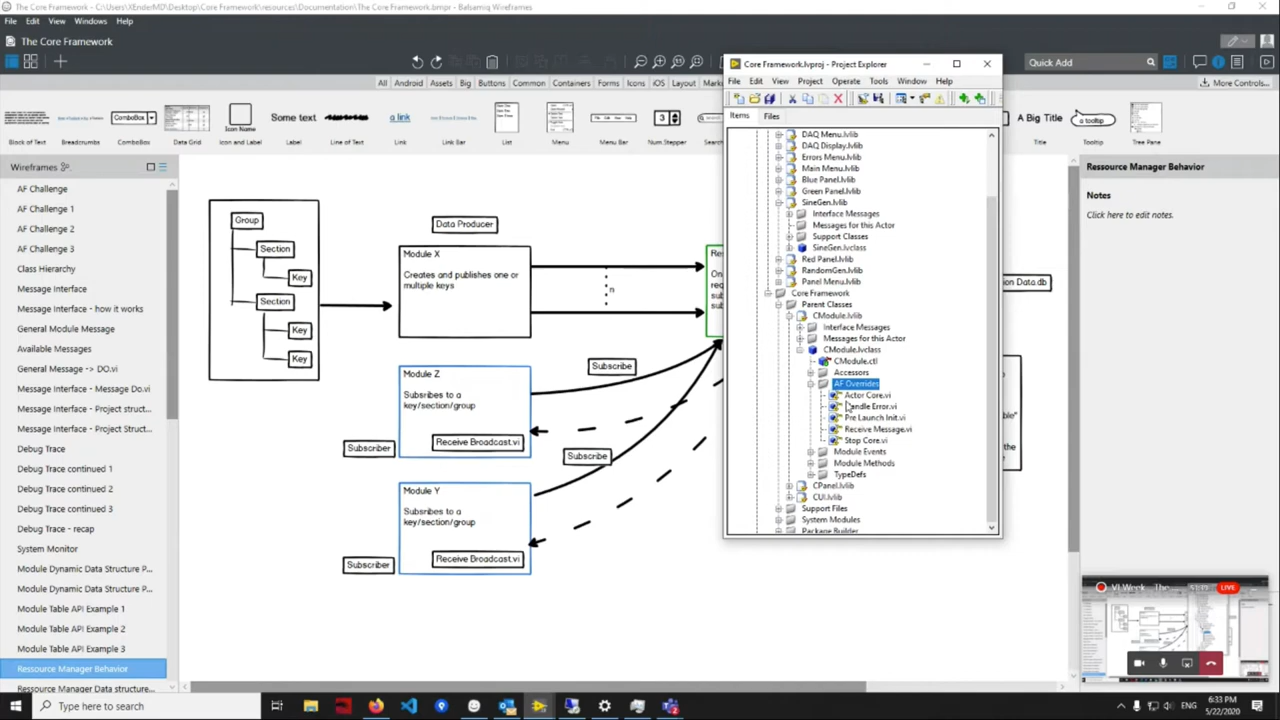 The Core Framework - C:\Users\XEnderMD\Desktop\Core Framework\resources\Documentation\The Core Framework.bmpr - Balsamiq Wireframes
File Edit View Windows Help
The Core Framework
Quick Add
All Android Assets Big Buttons Common Containers Forms Icons iOS Layout
More Controls...
ComboBox
Icon Name
Some text
a link
3
A Big Title
a tooltip
Block of Text Breadcrumbs ComboBox Data Grid Icon and Label Label Line of Text Link Link Bar List Menu Menu Bar Num.Stepper Title Tooltip Tree Pane
Wireframes
AF Challenge
AF Challenge 1
AF Challenge 2
AF Challenge 3
Class Hierarchy
Message Interface
Message Interface - how it works
General Module Message
Available Messages
General Message -> DO.vi
Message Interface - Message Do.vi
Message Interface - Project struct...
Message Interface - Project Struct...
Debug Trace
Debug Trace continued 1
Debug Trace continued 2
Debug Trace continued 3
Debug Trace - recap
System Monitor
Module Dynamic Data Structure P...
Module Dynamic Data Structure P...
Module Table API Example 1
Module Table API Example 2
Module Table API Example 3
Ressource Manager Behavior
Ressource Manager Data structure...
Group
Section
Key
Section
Key
Key
Data Producer
Module X
Creates and publishes one or
multiple keys
n
Module Z
Subsribes to a
key/section/group
Receive Broadcast.vi
Subscriber
Subscribe
Subscribe
Module Y
Subsribes to a
key/section/group
Receive Broadcast.vi
Subscriber
Core Framework.lvproj - Project Explorer
File Edit View Project Operate Tools Window Help
Items Files
DAQ Menu.lvlib
DAQ Display.lvlib
Errors Menu.lvlib
Main Menu.lvlib
Blue Panel.lvlib
Green Panel.lvlib
SineGen.lvlib
Interface Messages
Messages for this Actor
Support Classes
SineGen.lvclass
Red Panel.lvlib
RandomGen.lvlib
Panel Menu.lvlib
Core Framework
Parent Classes
CModule.lvlib
Interface Messages
Messages for this Actor
CModule.lvclass
CModule.ctl
Accessors
AF Overrides
Actor Core.vi
Handle Error.vi
Pre Launch Init.vi
Receive Message.vi
Stop Core.vi
Module Events
Module Methods
TypeDefs
CPanel.lvlib
CUI.lvlib
Support Files
System Modules
Package Builder
on Data.db
Ressource Manager Behavior
Notes
Click here to edit notes.
VI Week - The
LIVE
Type here to search
ENG
6:33 PM
5/22/2020